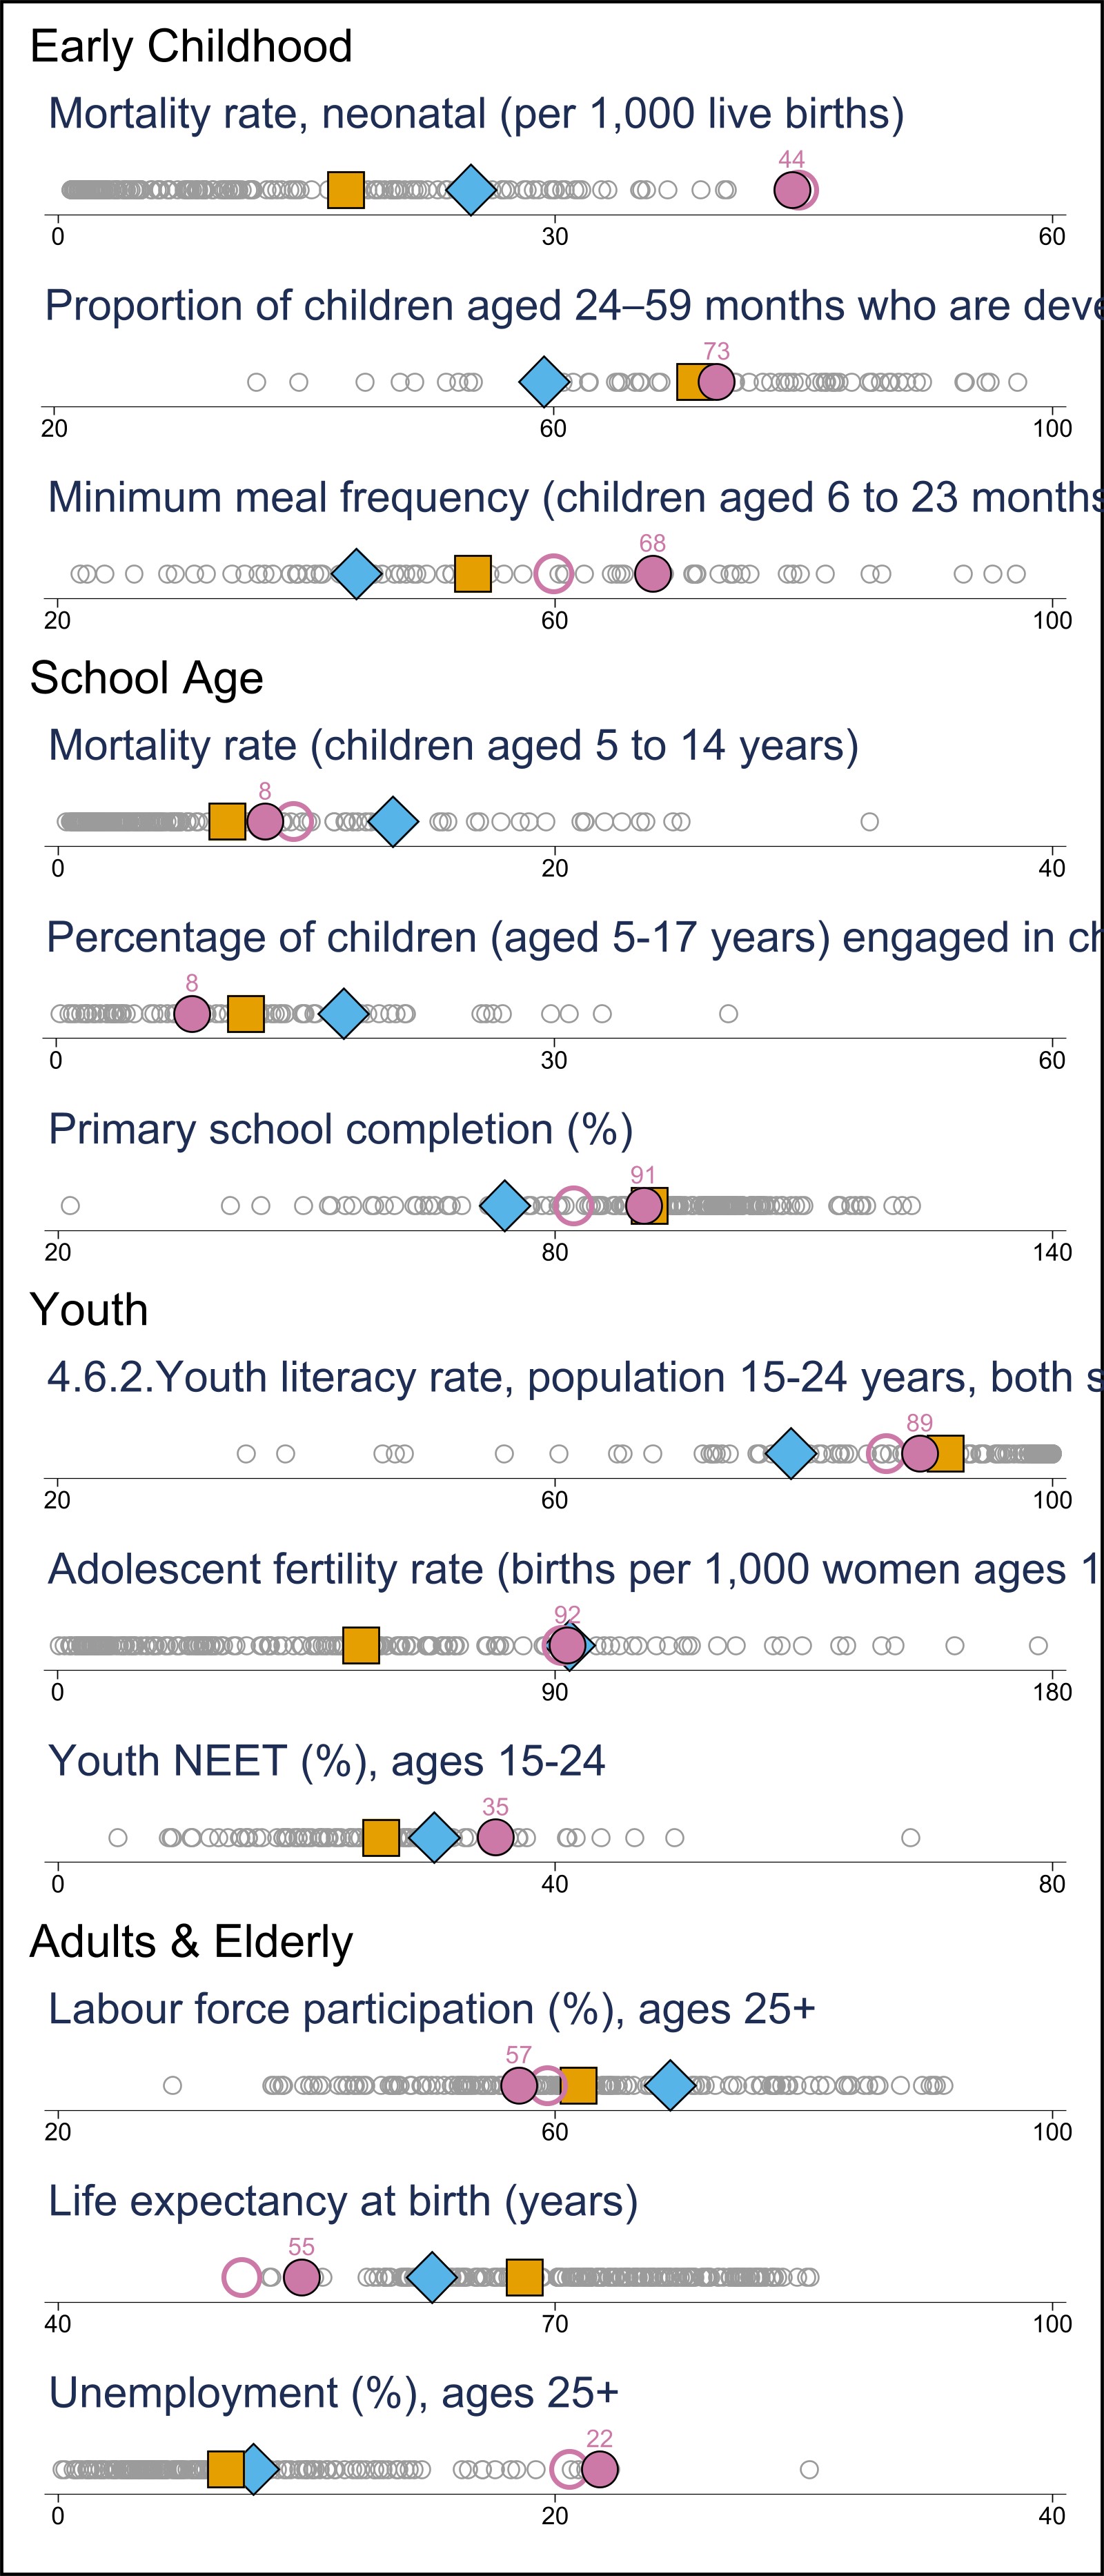 Early Childhood
Mortality rate, neonatal (per 1,000 live births)
44
0 30 60
Proportion of children aged 24–59 months who are deve
73
20 60 100
Minimum meal frequency (children aged 6 to 23 months
68
20 60 100
School Age
Mortality rate (children aged 5 to 14 years)
8
0 20 40
Percentage of children (aged 5-17 years) engaged in ch
8
0 30 60
Primary school completion (%)
91
20 80 140
Youth
4.6.2.Youth literacy rate, population 15-24 years, both s
89
20 60 100
Adolescent fertility rate (births per 1,000 women ages 1
92
0 90 180
Youth NEET (%), ages 15-24
35
0 40 80
Adults & Elderly
Labour force participation (%), ages 25+
57
20 60 100
Life expectancy at birth (years)
55
40 70 100
Unemployment (%), ages 25+
22
0 20 40